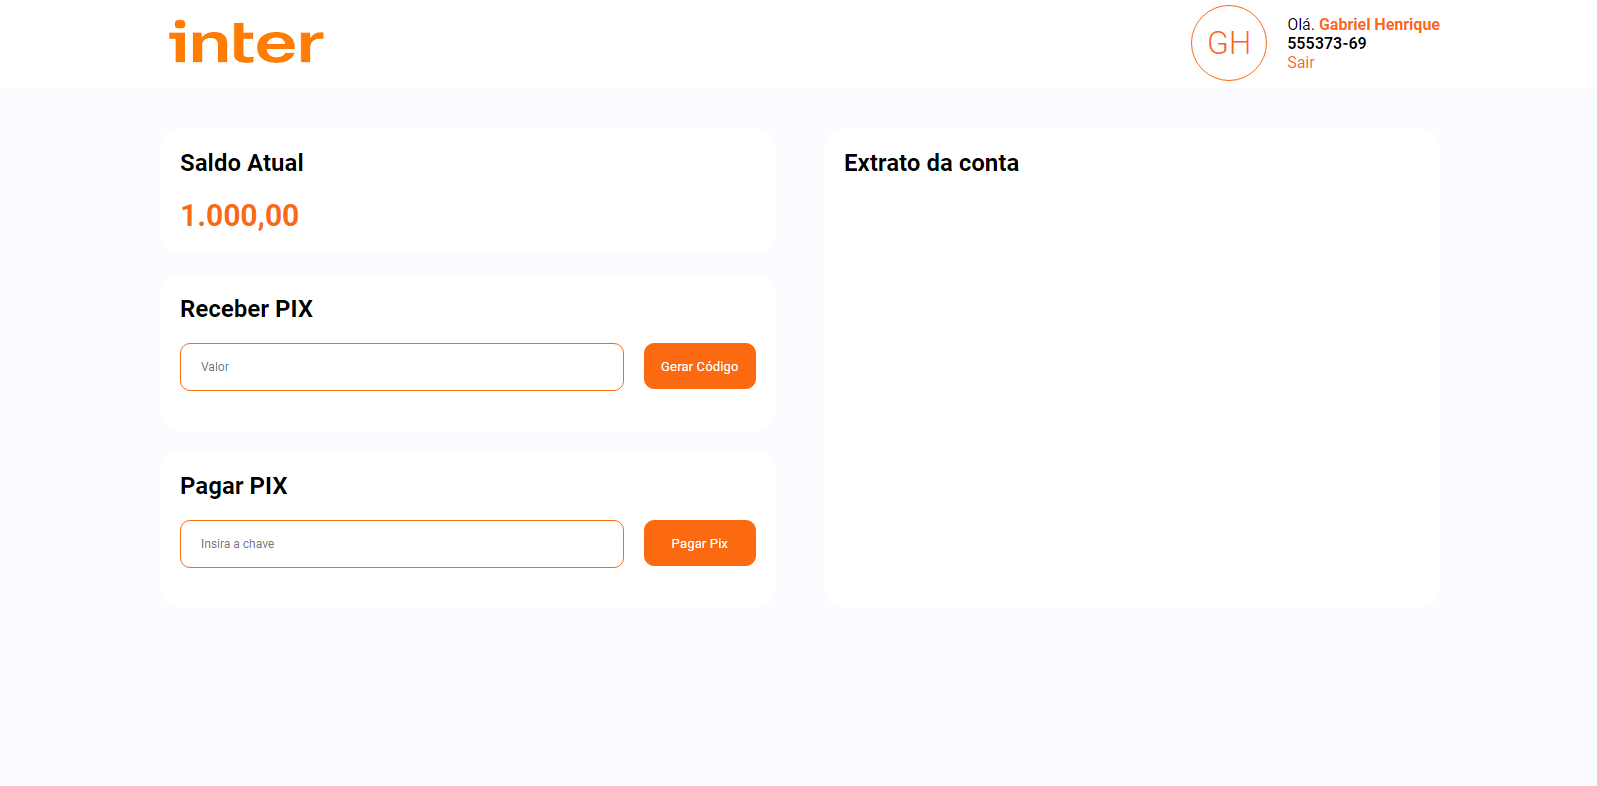 inter
GH
Olá. Gabriel Henrique
555373-69
Sair
Saldo Atual
1.000,00
Receber PIX
Valor
Gerar Código
Pagar PIX
Insira a chave
Pagar Pix
Extrato da conta